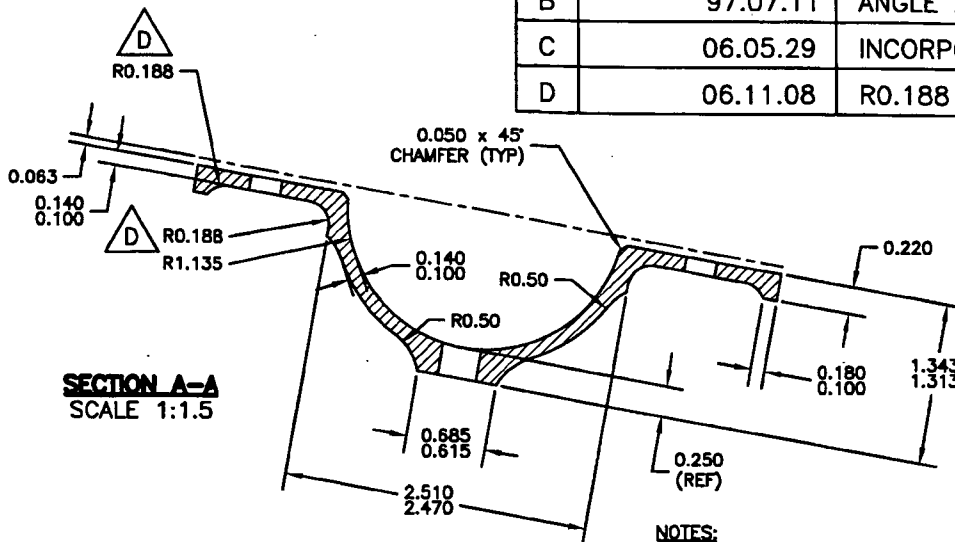 B 97.07.11 ANGLE
C 06.05.29 INCORP
D 06.11.08 R0.188
D
R0.188
0.050 x 45°
CHAMFER (TYP)
0.063
0.140
0.100
D
R0.188
R1.135
0.140
0.100
R0.50
R0.50
0.220
SECTION A-A
SCALE 1:1.5
0.180
0.100
1.343
1.313
0.685
0.615
0.250
(REF)
2.510
2.470
NOTES: